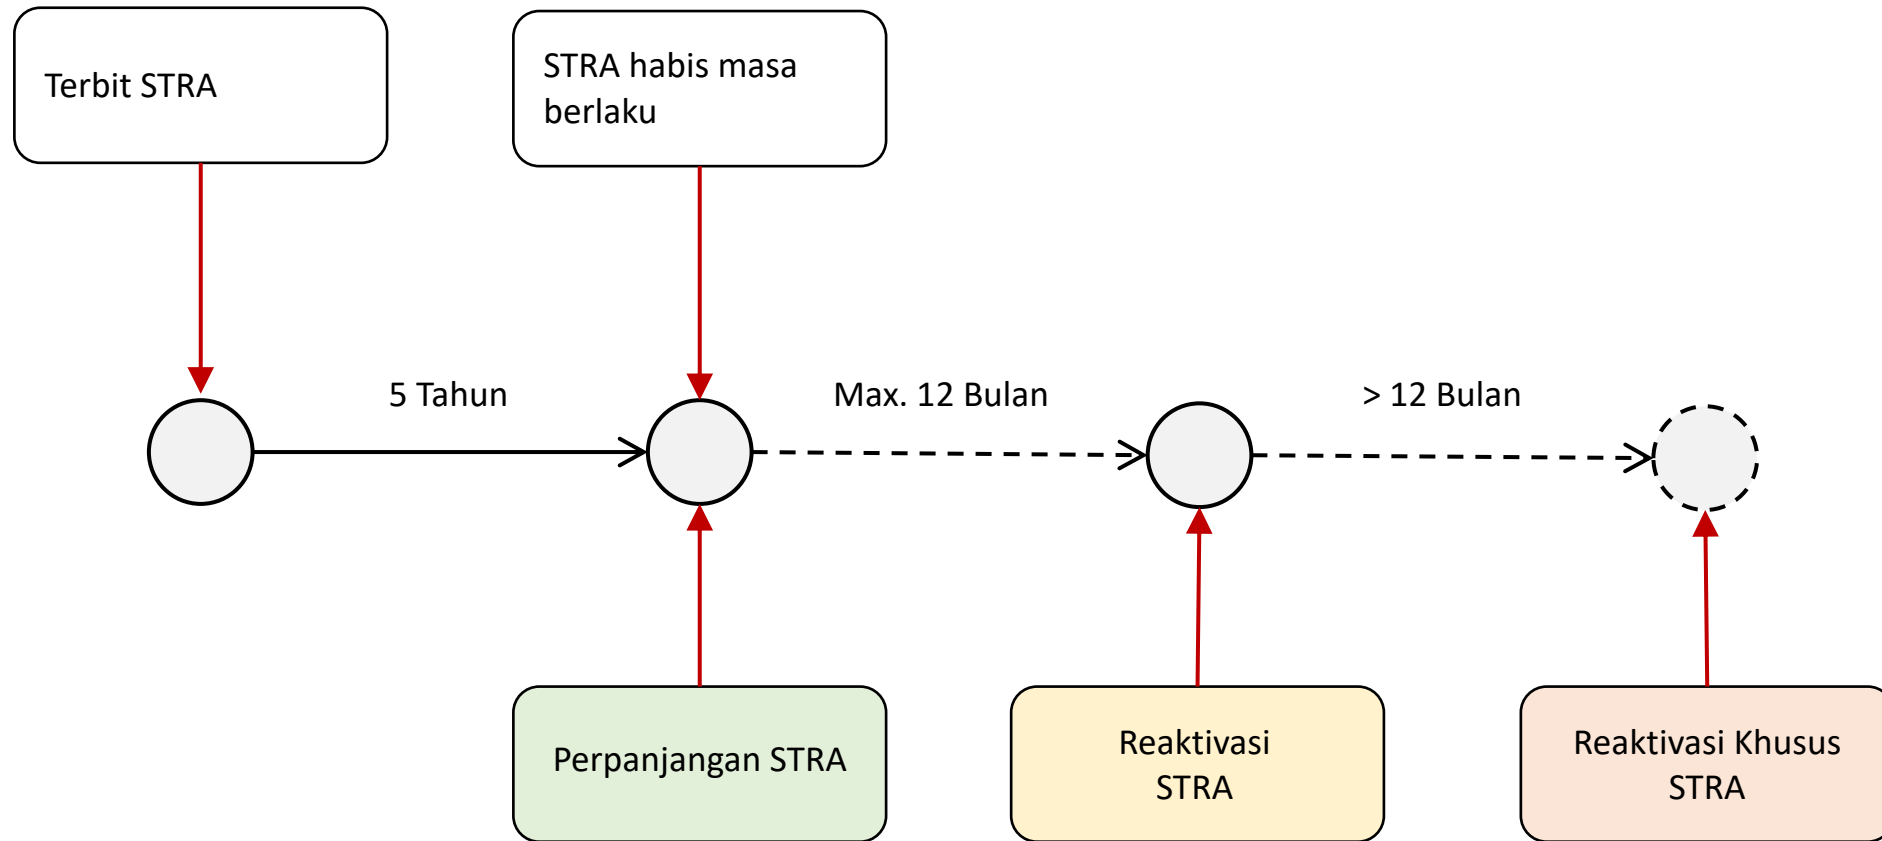 Terbit STRA
STRA habis masa
berlaku
5 Tahun
Max. 12 Bulan
> 12 Bulan
Perpanjangan STRA
Reaktivasi
STRA
Reaktivasi Khusus
STRA